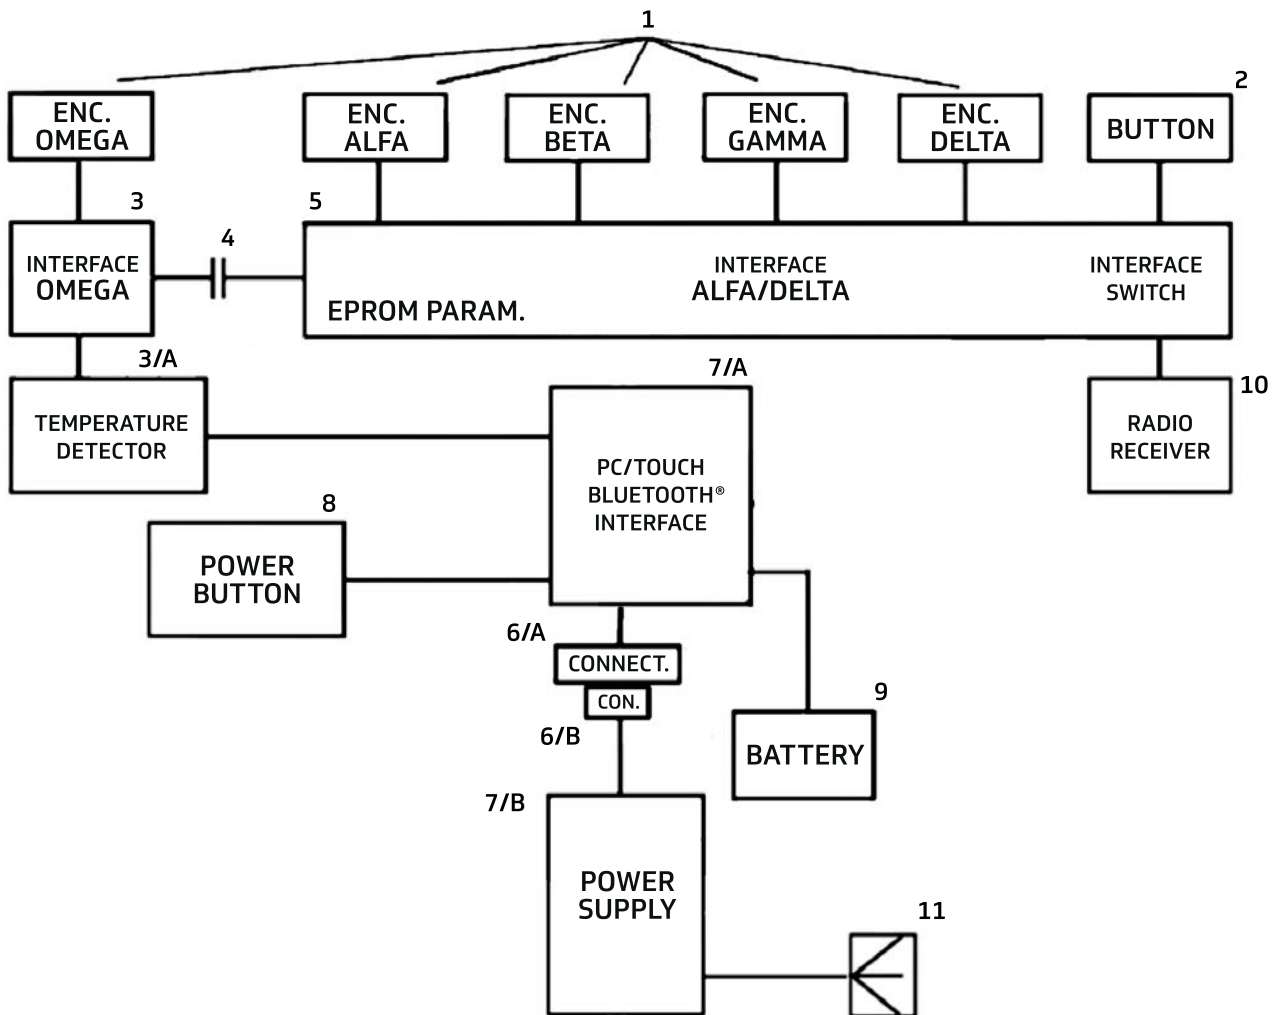 1
2
ENC.
OMEGA
ENC.
ALFA
ENC.
BETA
ENC.
GAMMA
ENC.
DELTA
BUTTON
3
4
5
INTERFACE
OMEGA
EPROM PARAM.
INTERFACE
ALFA/DELTA
INTERFACE
SWITCH
3/A
TEMPERATURE
DETECTOR
7/A
PC/TOUCH
BLUETOOTH®
INTERFACE
10
RADIO
RECEIVER
8
POWER
BUTTON
6/A
CONNECT.
CON.
6/B
9
BATTERY
7/B
POWER
SUPPLY
11